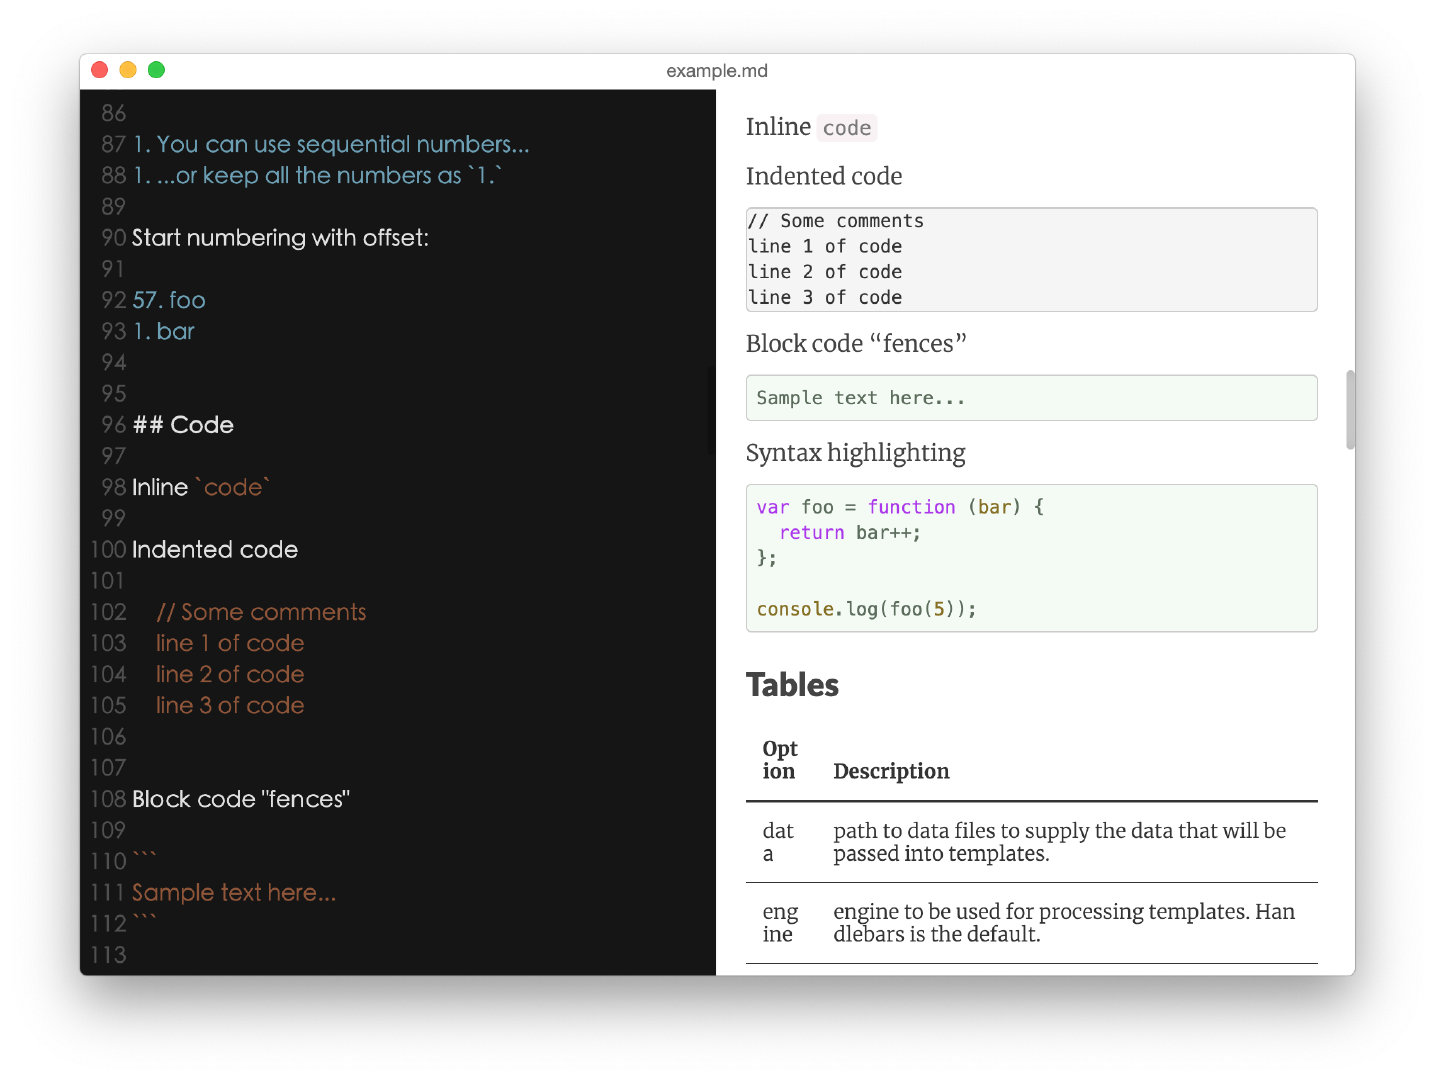 example.md
86
87 1. You can use sequential numbers...
88 1. ...or keep all the numbers as `1.`
89
90 Start numbering with offset:
91
92 57. foo
93 1. bar
94
95
96 ## Code
97
98 Inline `code`
99
100 Indented code
101
102     // Some comments
103     line 1 of code
104     line 2 of code
105     line 3 of code
106
107
108 Block code "fences"
109
110 ```
111 Sample text here...
112 ```
113
Inline code
Indented code
// Some comments
line 1 of code
line 2 of code
line 3 of code
Block code “fences”
Sample text here...
Syntax highlighting
var foo = function (bar) {
  return bar++;
};
console.log(foo(5));
Tables
Opt
ion Description
dat path to data files to supply the data that will be
a passed into templates.
eng engine to be used for processing templates. Han
ine dlebars is the default.